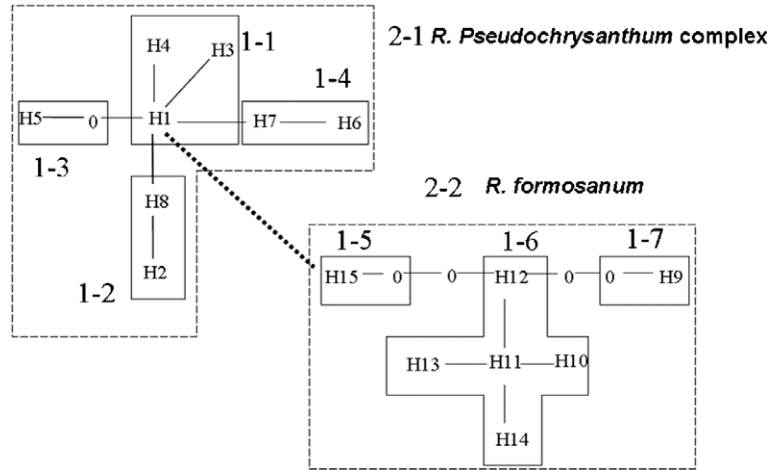 2-1 R. Pseudochrysanthum complex
H4 H3 1-1
1-4
H5 0 H1 H7 H6
1-3
H8
2-2 R. formosanum
H2
1-2
1-5 1-6 1-7
H15 0 0 H12 0 0 H9
H13 H11 H10
H14